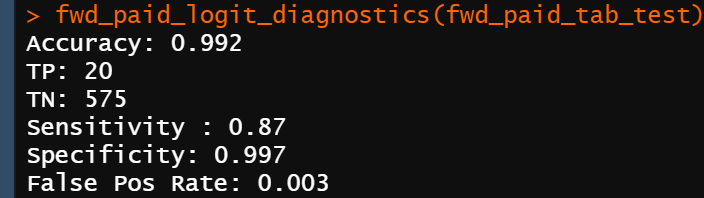 > fwd_paid_logit_diagnostics(fwd_paid_tab_test)
Accuracy: 0.992
TP: 20
TN: 575
Sensitivity : 0.87
Specificity: 0.997
False Pos Rate: 0.003